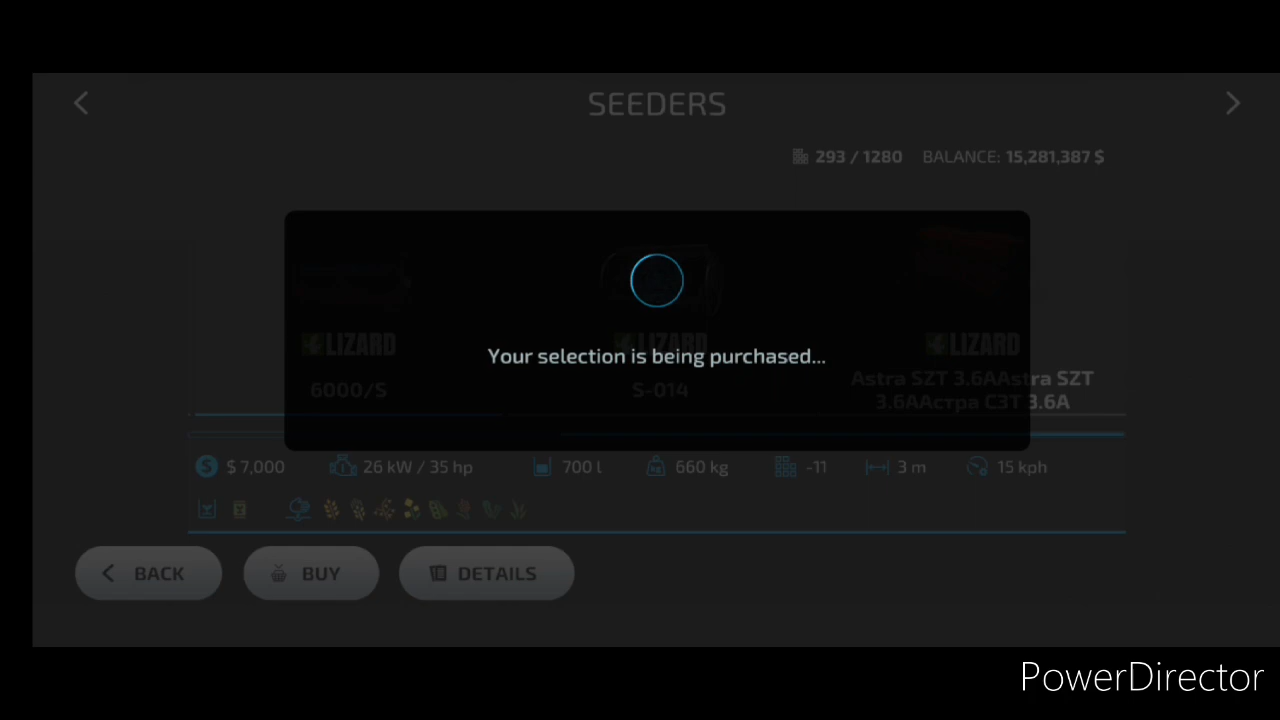 SEEDERS
293 / 1280 BALANCE: 15,281,387 $
LIZARD LIZARD LIZARD
Your selection is being purchased...
6000/S S-014 Astra SZT 3.6AAstra SZT
3.6AAстра СЗТ 3.6A
$ 7,000 26 kW / 35 hp 700 l 660 kg -11 3 m 15 kph
BACK BUY DETAILS
PowerDirector